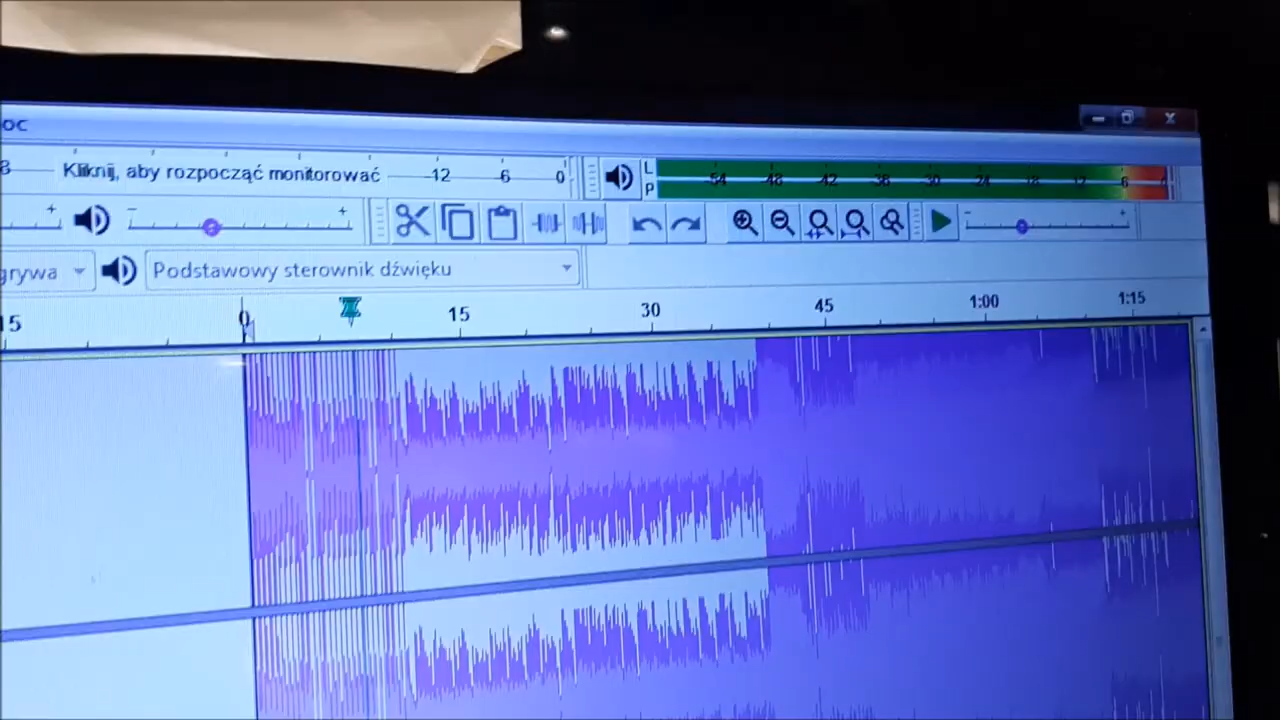 oc
Kliknij, aby rozpocząć monitorować -12 -6 0
L
P
-54 -48 -42 -36 -30 -24 -18 -12 -6
grywa Podstawowy sterownik dźwięku
15 0 15 30 45 1:00 1:15